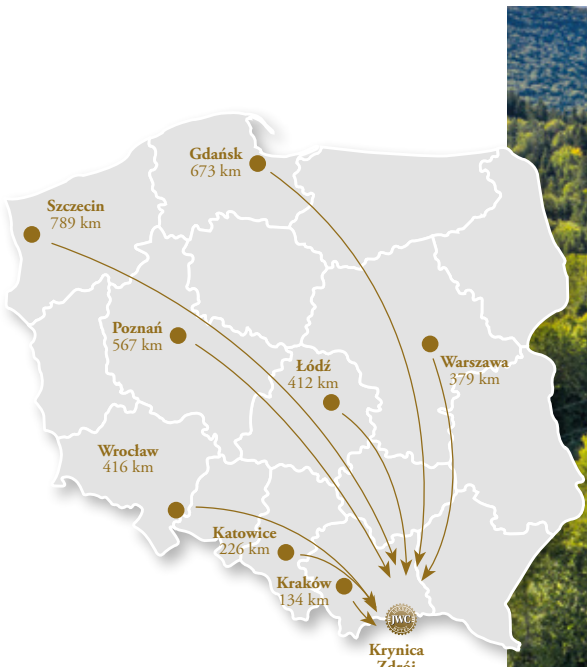 Gdańsk
673 km
Szczecin
789 km
Poznań
567 km
Łódź
412 km
Warszawa
379 km
Wrocław
416 km
Katowice
226 km
Kraków
134 km
JWC
Krynica
Zdrój